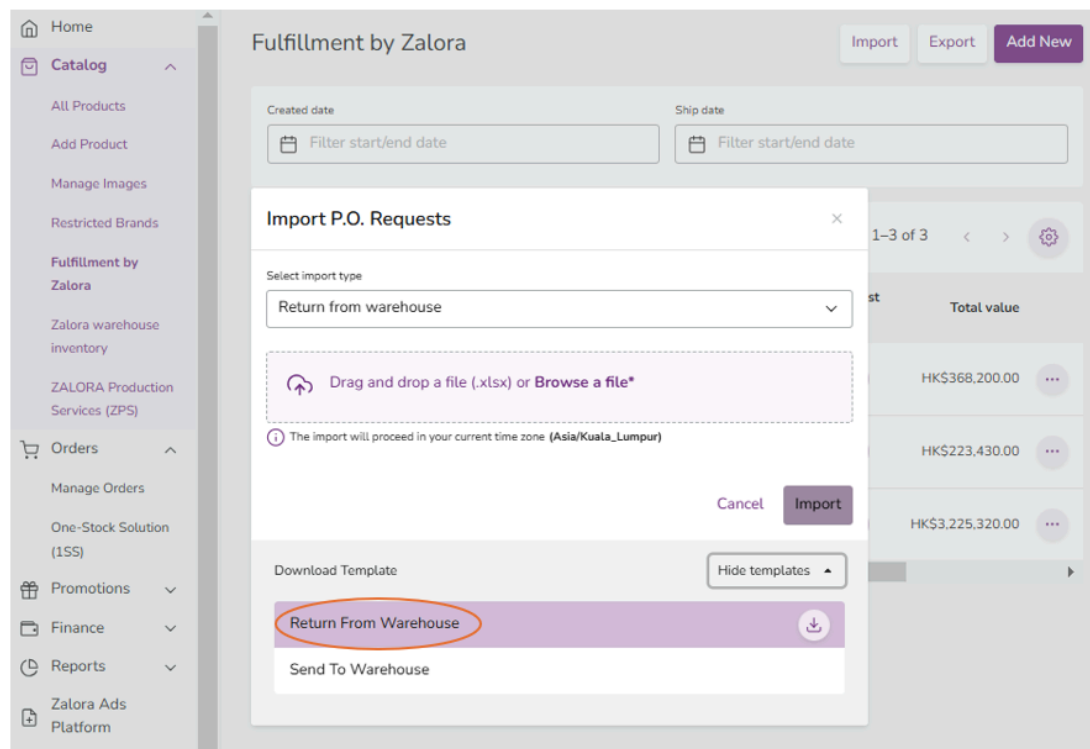 Home
Catalog
All Products
Add Product
Manage Images
Restricted Brands
Fulfillment by
Zalora
Zalora warehouse
inventory
ZALORA Production
Services (ZPS)
Orders
Manage Orders
One-Stock Solution
(1SS)
Promotions
Finance
Reports
Zalora Ads
Platform
Fulfillment by Zalora
Import Export Add New
Created date
Filter start/end date
Ship date
Filter start/end date
Import P.O. Requests
Select import type
Return from warehouse
Drag and drop a file (.xlsx) or Browse a file*
The import will proceed in your current time zone (Asia/Kuala_Lumpur)
Cancel Import
Download Template Hide templates
Return From Warehouse
Send To Warehouse
1–3 of 3
st Total value
HK$368,200.00
HK$223,430.00
HK$3,225,320.00